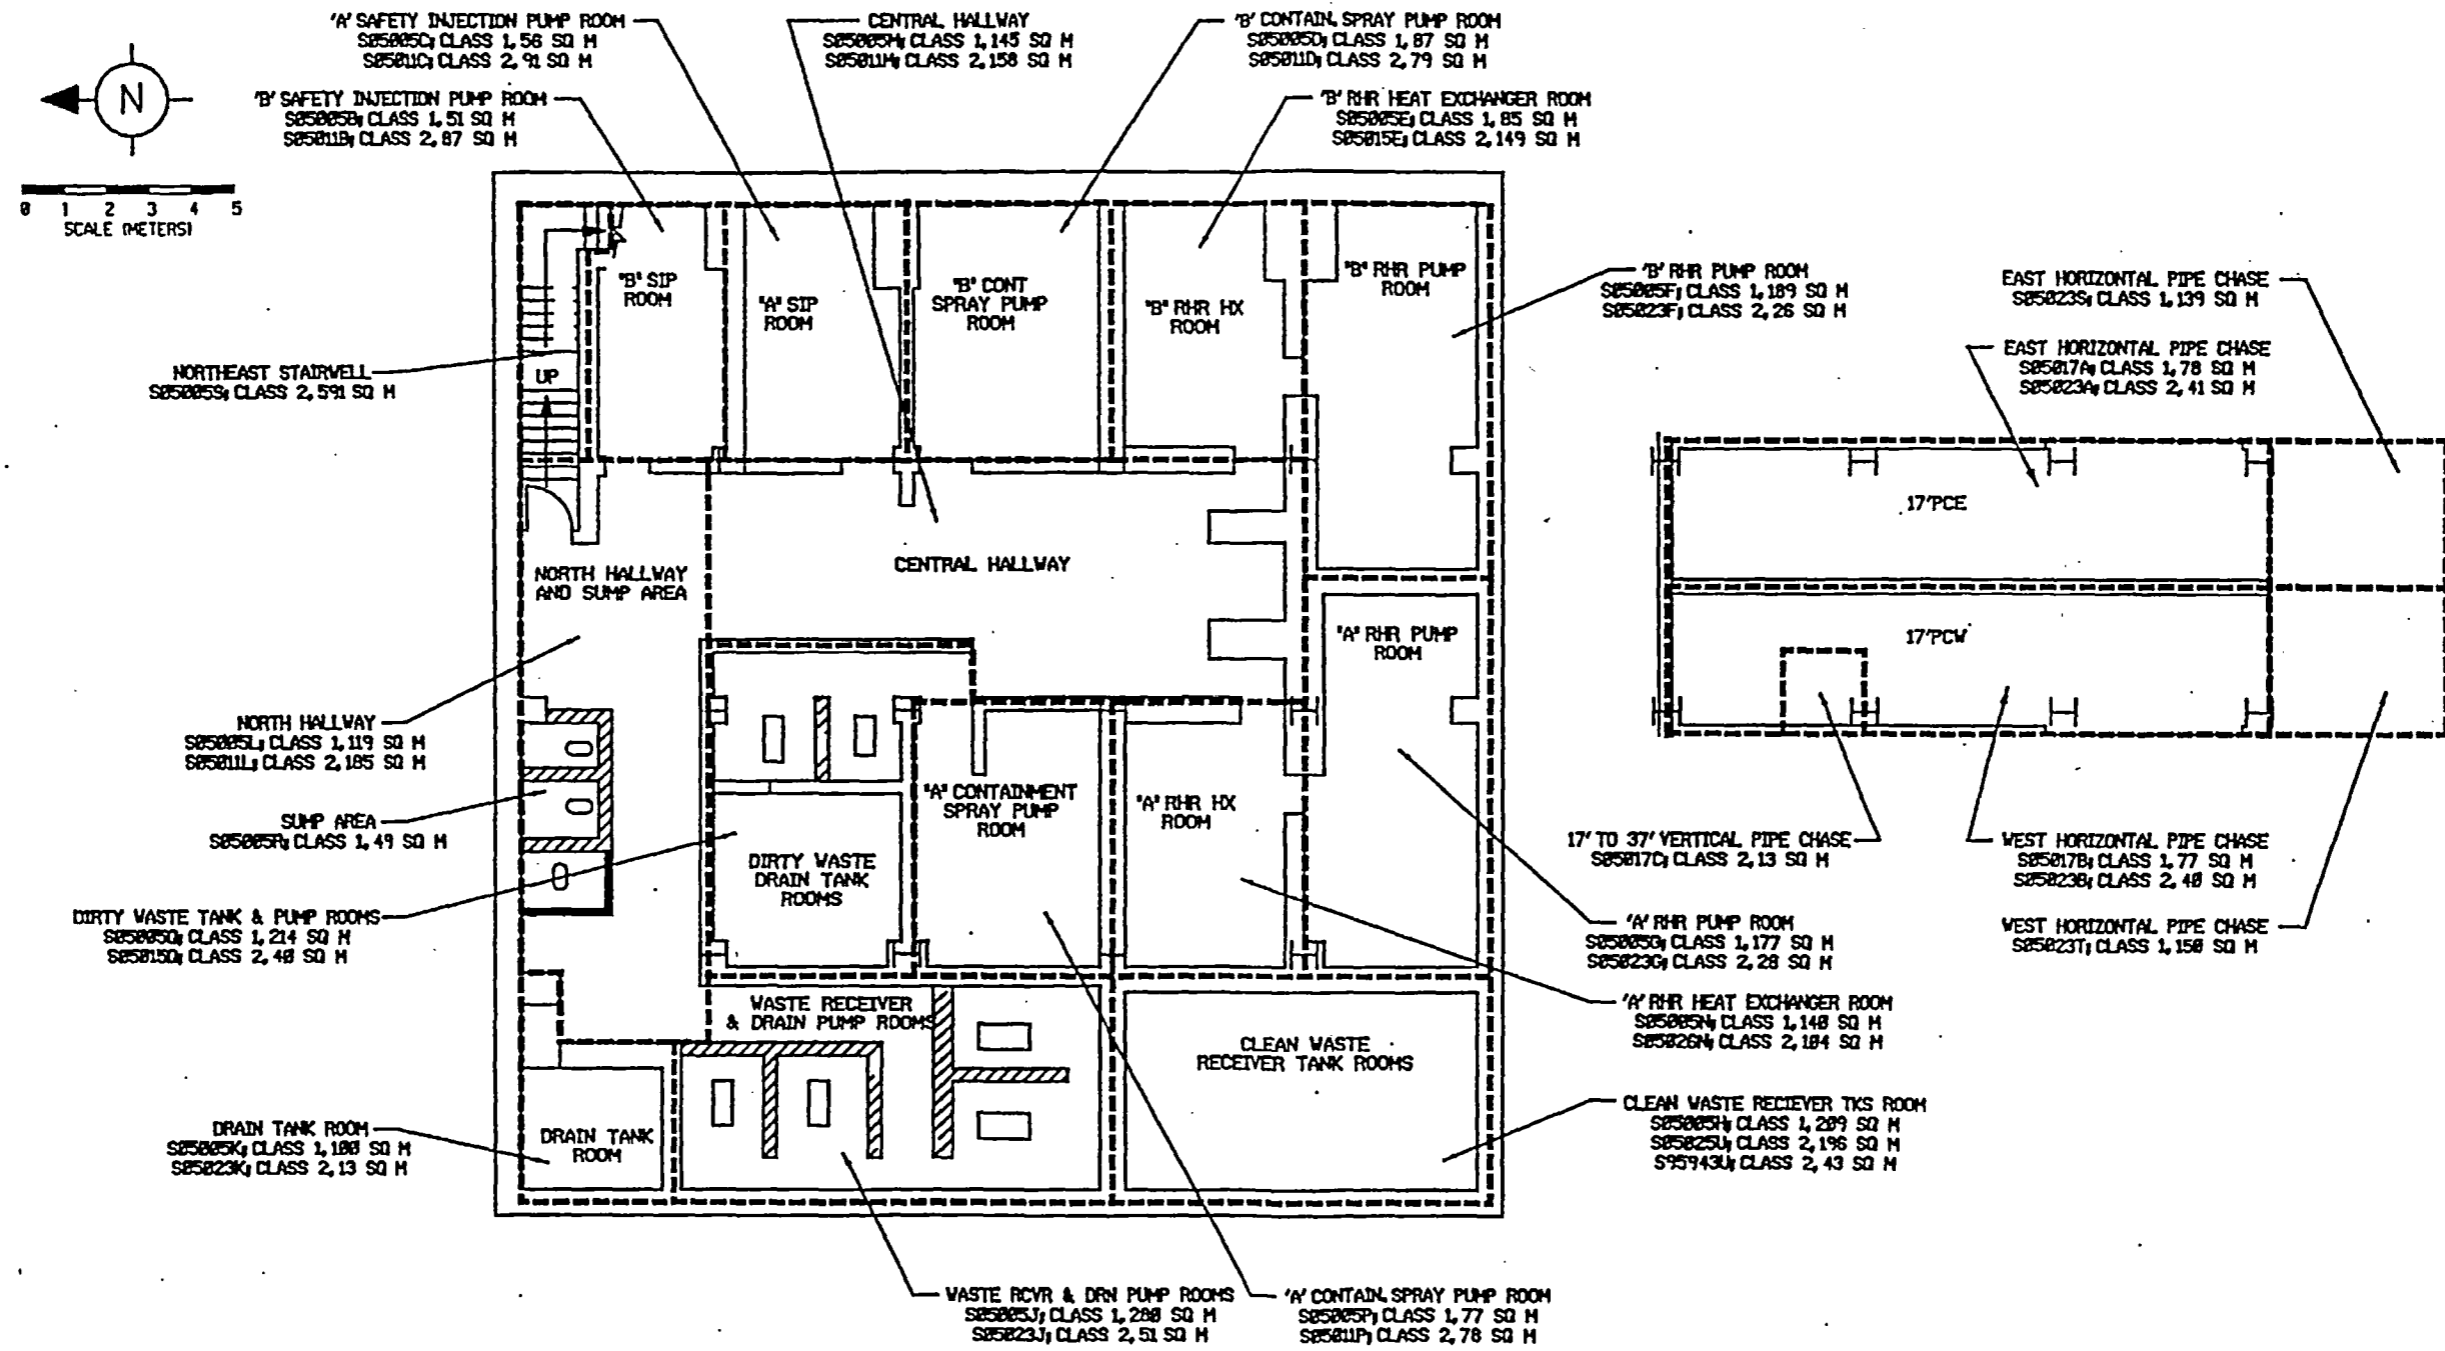 'A' SAFETY INJECTION PUMP ROOM
S05005C; CLASS 1, 56 SQ M
S05011C; CLASS 2, 91 SQ M
CENTRAL HALLWAY
S05005M; CLASS 1, 145 SQ M
S05011M; CLASS 2, 158 SQ M
'B' CONTAIN. SPRAY PUMP ROOM
S05005D; CLASS 1, 87 SQ M
S05011D; CLASS 2, 79 SQ M
N
'B' SAFETY INJECTION PUMP ROOM
S05005B; CLASS 1, 51 SQ M
S05011B; CLASS 2, 87 SQ M
'B' RHR HEAT EXCHANGER ROOM
S05005E; CLASS 1, 85 SQ M
S05015E; CLASS 2, 149 SQ M
0 1 2 3 4 5
SCALE (METERS)
'B' SIP
ROOM
'A' SIP
ROOM
'B' CONT
SPRAY PUMP
ROOM
'B' RHR HX
ROOM
'B' RHR PUMP
ROOM
'B' RHR PUMP ROOM
S05005F; CLASS 1, 189 SQ M
S05023F; CLASS 2, 26 SQ M
EAST HORIZONTAL PIPE CHASE
S05023S; CLASS 1, 139 SQ M
EAST HORIZONTAL PIPE CHASE
S05017A; CLASS 1, 78 SQ M
S05023A; CLASS 2, 41 SQ M
NORTHEAST STAIRWELL
S05005S; CLASS 2, 591 SQ M
UP
17'PCE
CENTRAL HALLWAY
NORTH HALLWAY
AND SUMP AREA
'A' RHR PUMP
ROOM
17'PCW
NORTH HALLWAY
S05005L; CLASS 1, 119 SQ M
S05011L; CLASS 2, 185 SQ M
SUMP AREA
S05005R; CLASS 1, 49 SQ M
'A' CONTAINMENT
SPRAY PUMP
ROOM
'A' RHR HX
ROOM
17' TO 37' VERTICAL PIPE CHASE
S05017C; CLASS 2, 13 SQ M
WEST HORIZONTAL PIPE CHASE
S05017B; CLASS 1, 77 SQ M
S05023B; CLASS 2, 40 SQ M
DIRTY WASTE
DRAIN TANK
ROOMS
DIRTY WASTE TANK & PUMP ROOMS
S05005Q; CLASS 1, 214 SQ M
S05015Q; CLASS 2, 40 SQ M
'A' RHR PUMP ROOM
S05005G; CLASS 1, 177 SQ M
S05023G; CLASS 2, 28 SQ M
WEST HORIZONTAL PIPE CHASE
S05023T; CLASS 1, 150 SQ M
WASTE RECEIVER
& DRAIN PUMP ROOMS
'A' RHR HEAT EXCHANGER ROOM
S05005N; CLASS 1, 140 SQ M
S05026N; CLASS 2, 104 SQ M
CLEAN WASTE
RECEIVER TANK ROOMS
CLEAN WASTE RECIEVER TKS ROOM
S05005H; CLASS 1, 209 SQ M
S05025U; CLASS 2, 196 SQ M
S95943U; CLASS 2, 43 SQ M
DRAIN TANK ROOM
S05005K; CLASS 1, 100 SQ M
S05023K; CLASS 2, 13 SQ M
DRAIN TANK
ROOM
WASTE RCVR & DRN PUMP ROOMS
S05005J; CLASS 1, 280 SQ M
S05023J; CLASS 2, 51 SQ M
'A' CONTAIN. SPRAY PUMP ROOM
S05005P; CLASS 1, 77 SQ M
S05011P; CLASS 2, 78 SQ M